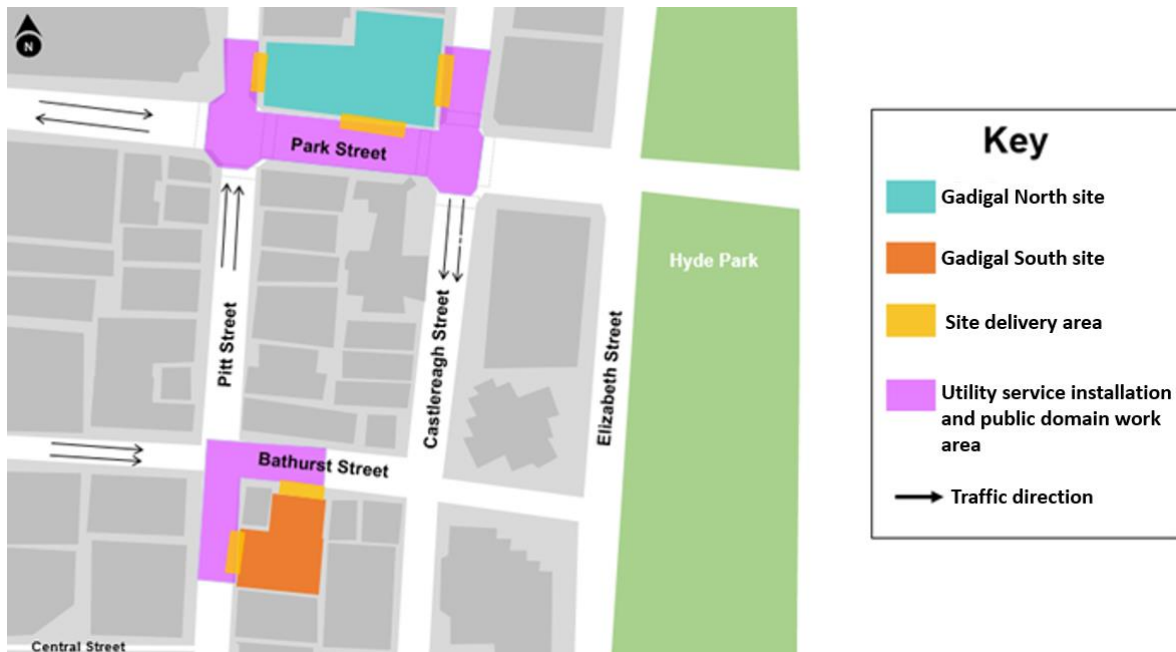 N
Park Street
Hyde Park
Pitt Street
Castlereagh Street
Elizabeth Street
Bathurst Street
Central Street
Key
Gadigal North site
Gadigal South site
Site delivery area
Utility service installation
and public domain work
area
Traffic direction